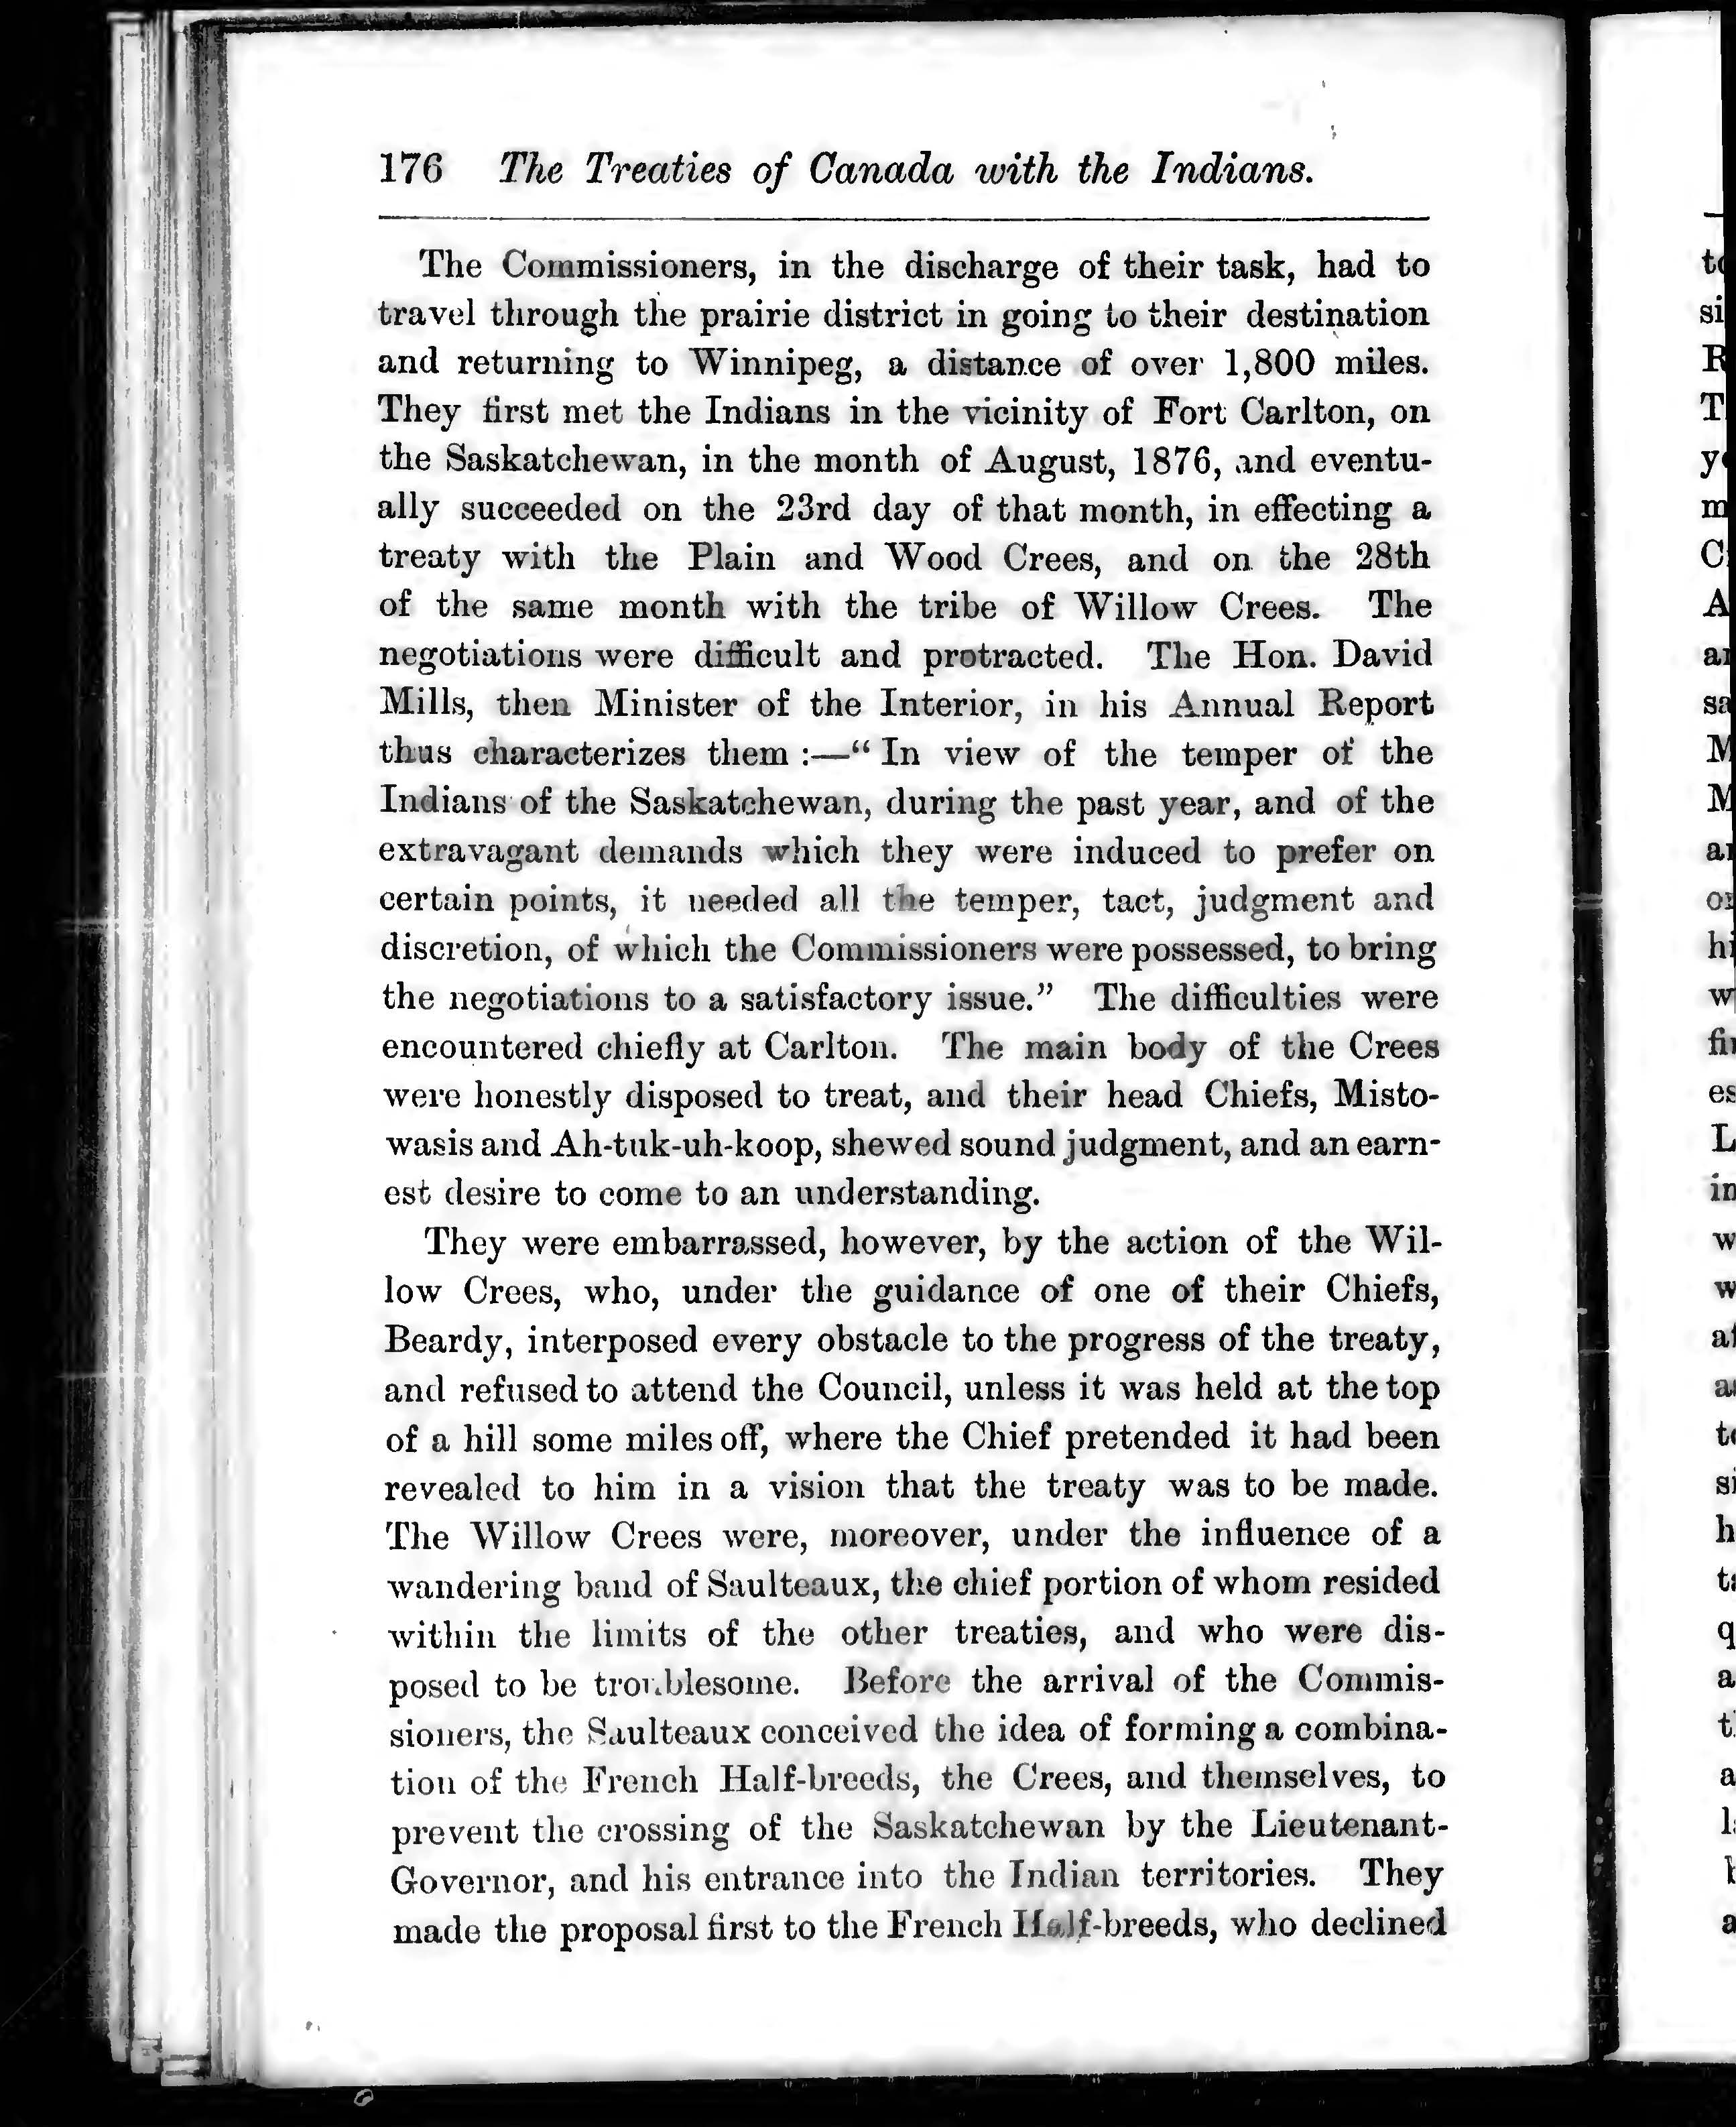 176 The Treaties of Canada with the Indians.
The Commissioners, in the discharge of their task, had to
travel through the prairie district in going to their destination
and returning to Winnipeg, a distance of over 1,800 miles.
They first met the Indians in the vicinity of Fort Carlton, on
the Saskatchewan, in the month of August, 1876, and eventu-
ally succeeded on the 23rd day of that month, in effecting a
treaty with the Plain and Wood Crees, and on the 28th
of the same month with the tribe of Willow Crees. The
negotiations were difficult and protracted. The Hon. David
Mills, then Minister of the Interior, in his Annual Report
thus characterizes them :—“ In view of the temper of the
Indians of the Saskatchewan, during the past year, and of the
extravagant demands which they were induced to prefer on
certain points, it needed all the temper, tact, judgment and
discretion, of which the Commissioners were possessed, to bring
the negotiations to a satisfactory issue.” The difficulties were
encountered chiefly at Carlton. The main body of the Crees
were honestly disposed to treat, and their head Chiefs, Misto-
wasis and Ah-tuk-uh-koop, shewed sound judgment, and an earn-
est desire to come to an understanding.
They were embarrassed, however, by the action of the Wil-
low Crees, who, under the guidance of one of their Chiefs,
Beardy, interposed every obstacle to the progress of the treaty,
and refused to attend the Council, unless it was held at the top
of a hill some miles off, where the Chief pretended it had been
revealed to him in a vision that the treaty was to be made.
The Willow Crees were, moreover, under the influence of a
wandering band of Saulteaux, the chief portion of whom resided
within the limits of the other treaties, and who were dis-
posed to be troublesome. Before the arrival of the Commis-
sioners, the Saulteaux conceived the idea of forming a combina-
tion of the French Half-breeds, the Crees, and themselves, to
prevent the crossing of the Saskatchewan by the Lieutenant-
Governor, and his entrance into the Indian territories. They
made the proposal first to the French Half-breeds, who declined